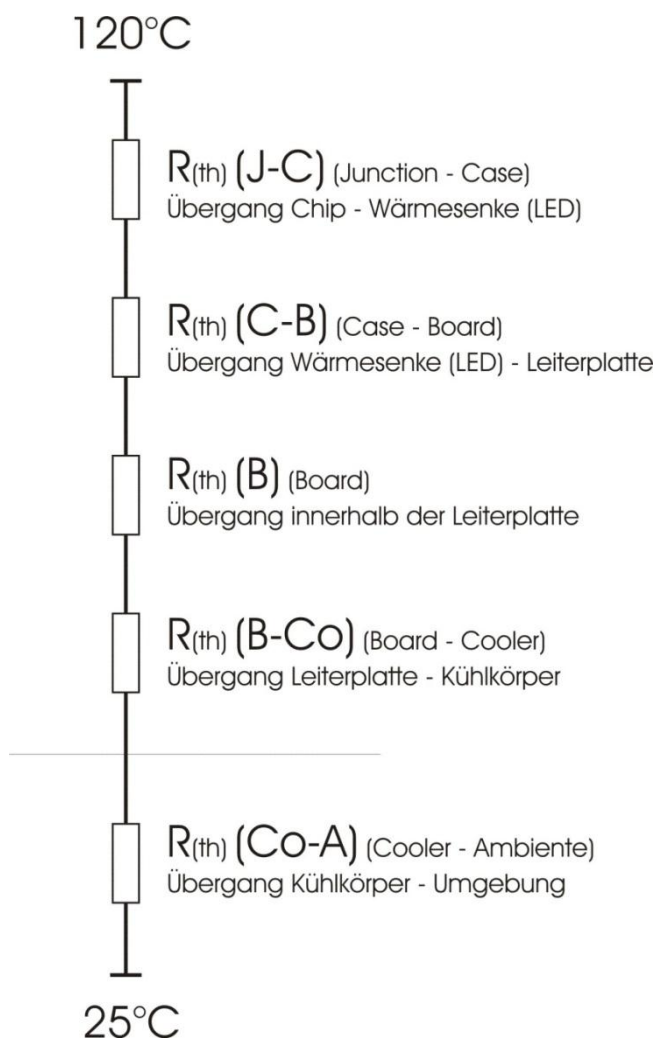 120°C
R(th) (J-C) (Junction - Case)
Übergang Chip - Wärmesenke (LED)
R(th) (C-B) (Case - Board)
Übergang Wärmesenke (LED) - Leiterplatte
R(th) (B) (Board)
Übergang innerhalb der Leiterplatte
R(th) (B-Co) (Board - Cooler)
Übergang Leiterplatte - Kühlkörper
R(th) (Co-A) (Cooler - Ambiente)
Übergang Kühlkörper - Umgebung
25°C